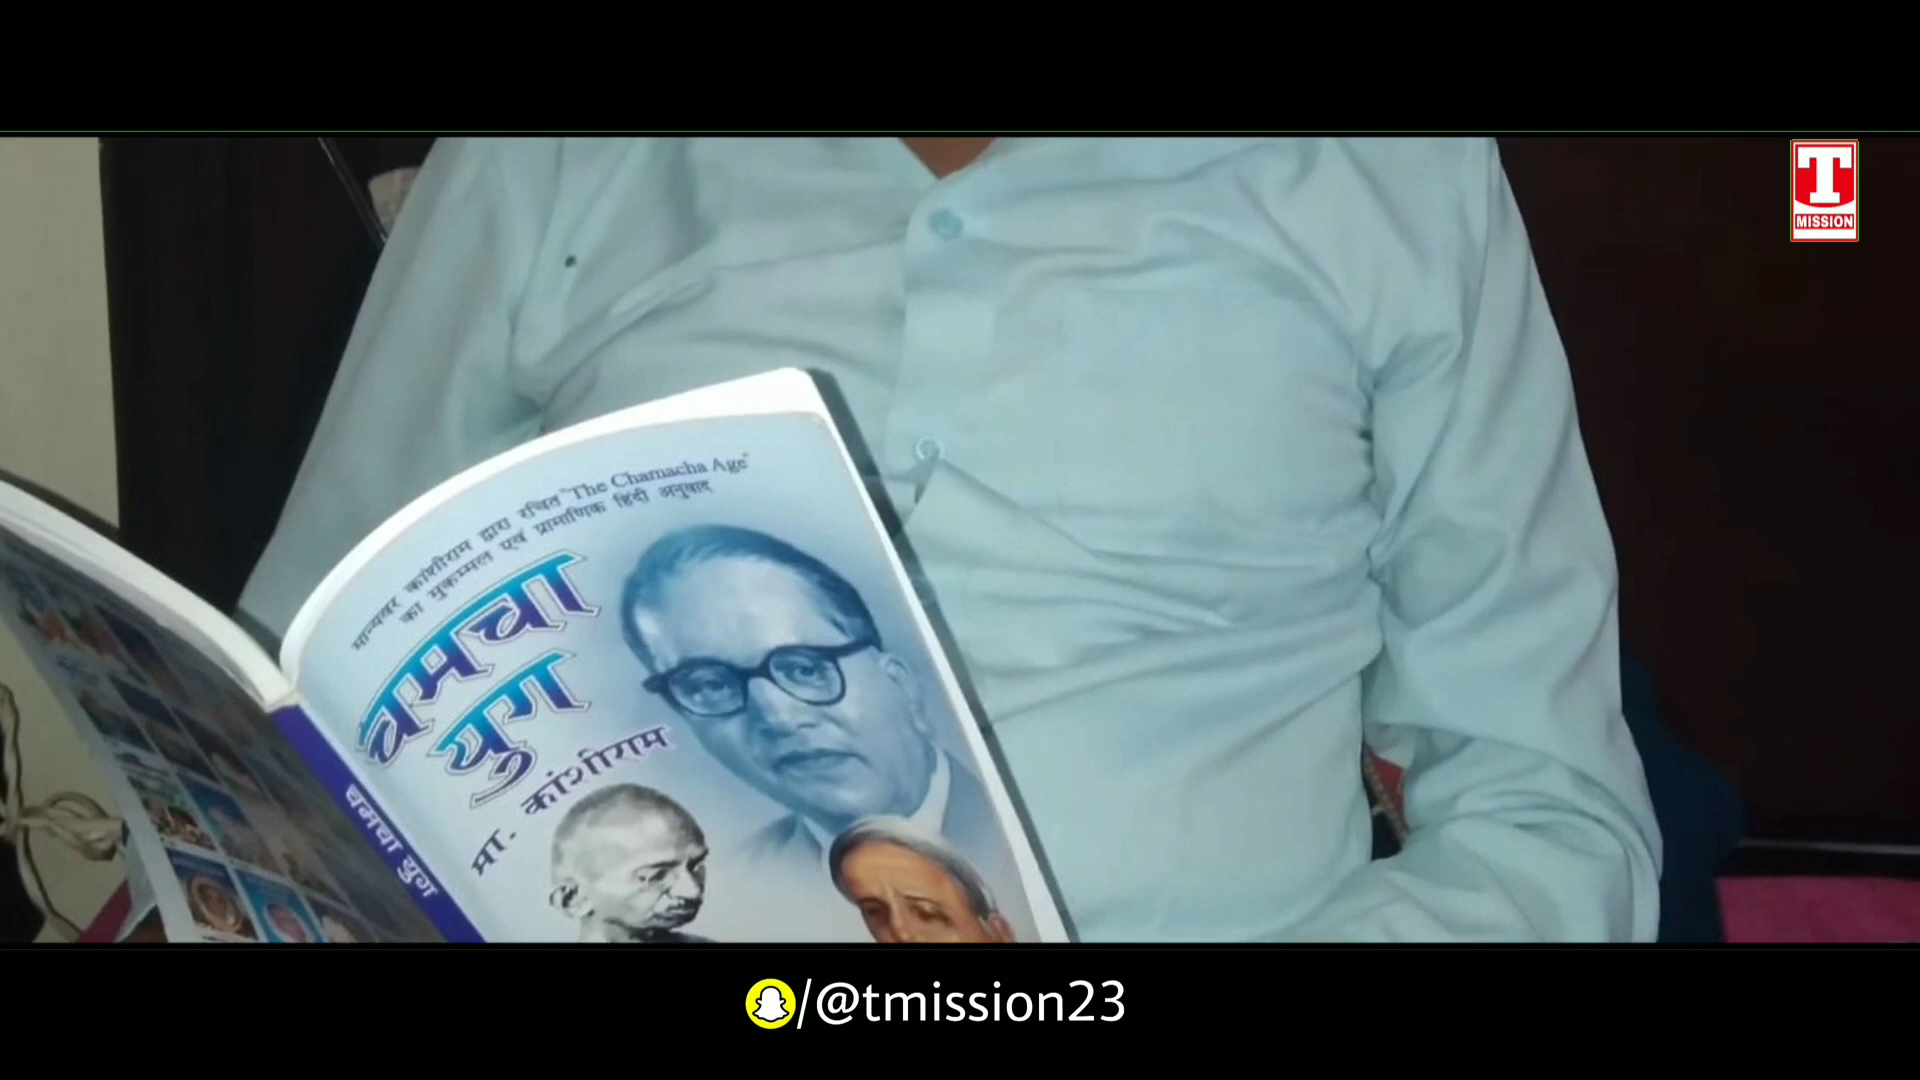 T
MISSION
मान्यवर कांशीराम द्वारा रचित "The Chamacha Age"
का मुकम्मल एवं प्रामाणिक हिंदी अनुवाद
चमचा
युग
मा. कांशीराम
चमचा युग
/@tmission23